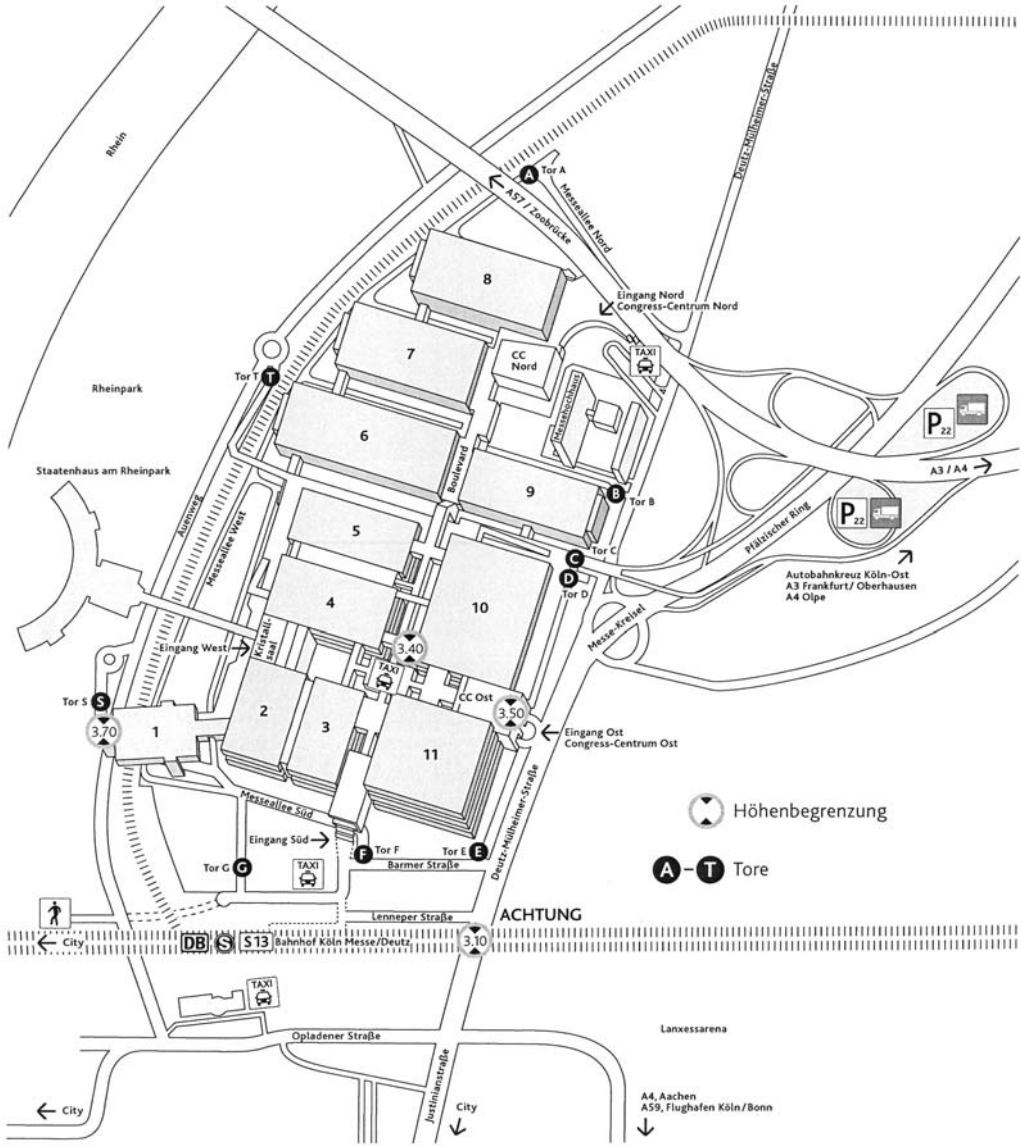 Rhein
Deutz-Mülheimer-Straße
A Tor A
A57 / Zoobrücke
Messeallee Nord
8
Eingang Nord
Congress-Centrum Nord
7
CC
Nord
TAXI
Tor T T
Rheinpark
Messehochhaus
P22
6
Boulevard
A3 / A4
Staatenhaus am Rheinpark
9
B
Tor B
P22
Auenweg
Messeallee West
5
Pfälzischer Ring
C Tor C
D
Tor D
Autobahnkreuz Köln-Ost
A3 Frankfurt/ Oberhausen
A4 Olpe
4
10
Messe-Kreisel
Eingang West
Kristall-
saal
3.40
TAXI
Tor S S
CC Ost
3.50
3.70
1
2
3
11
Eingang Ost
Congress-Centrum Ost
Messeallee Süd
Deutz-Mülheimer-Straße
Höhenbegrenzung
Eingang Süd
Tor G G
TAXI
F Tor F
Tor E E
Barmer Straße
A – T Tore
Lenneper Straße
ACHTUNG
City
DB S S13 Bahnhof Köln Messe/Deutz
3.10
TAXI
Opladener Straße
Lanxessarena
Justinianstraße
City
City
A4, Aachen
A59, Flughafen Köln/Bonn